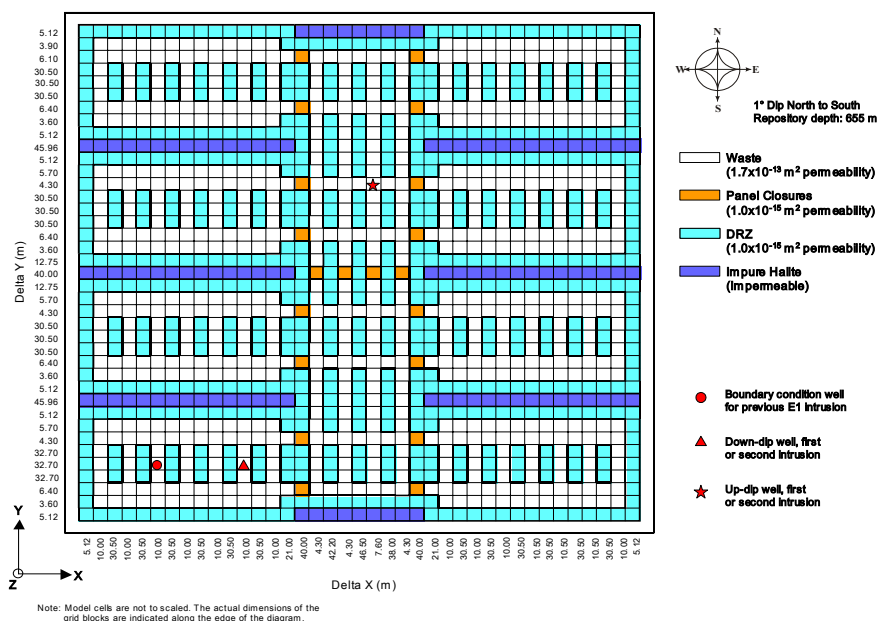 5.12
3.90
6.10
30.50
30.50
30.50
6.40
3.60
5.12
45.96
5.12
5.70
4.30
30.50
30.50
30.50
6.40
3.60
12.75
40.00
12.75
5.70
4.30
30.50
30.50
30.50
6.40
3.60
5.12
45.96
5.12
5.70
4.30
32.70
32.70
32.70
6.40
3.60
5.12
Delta Y (m)
5.12 10.00 30.50 10.00 30.50 10.00 30.50 10.00 30.50 10.00 30.50 10.00 30.50 10.00 21.00 40.00 4.30 42.20 4.30 46.50 7.60 38.00 4.30 40.00 21.00 10.00 30.50 10.00 30.50 10.00 30.50 10.00 30.50 10.00 30.50 10.00 30.50 10.00 5.12
Delta X (m)
Y
Z
X
Note: Model cells are not to scaled. The actual dimensions of the
grid blocks are indicated along the edge of the diagram.
N
W
E
S
1° Dip North to South
Repository depth: 655 m
Waste
(1.7x10⁻¹³ m² permeability)
Panel Closures
(1.0x10⁻¹⁵ m² permeability)
DRZ
(1.0x10⁻¹⁵ m² permeability)
Impure Halite
(Impermeable)
Boundary condition well
for previous E1 intrusion
Down-dip well, first
or second intrusion
Up-dip well, first
or second intrusion